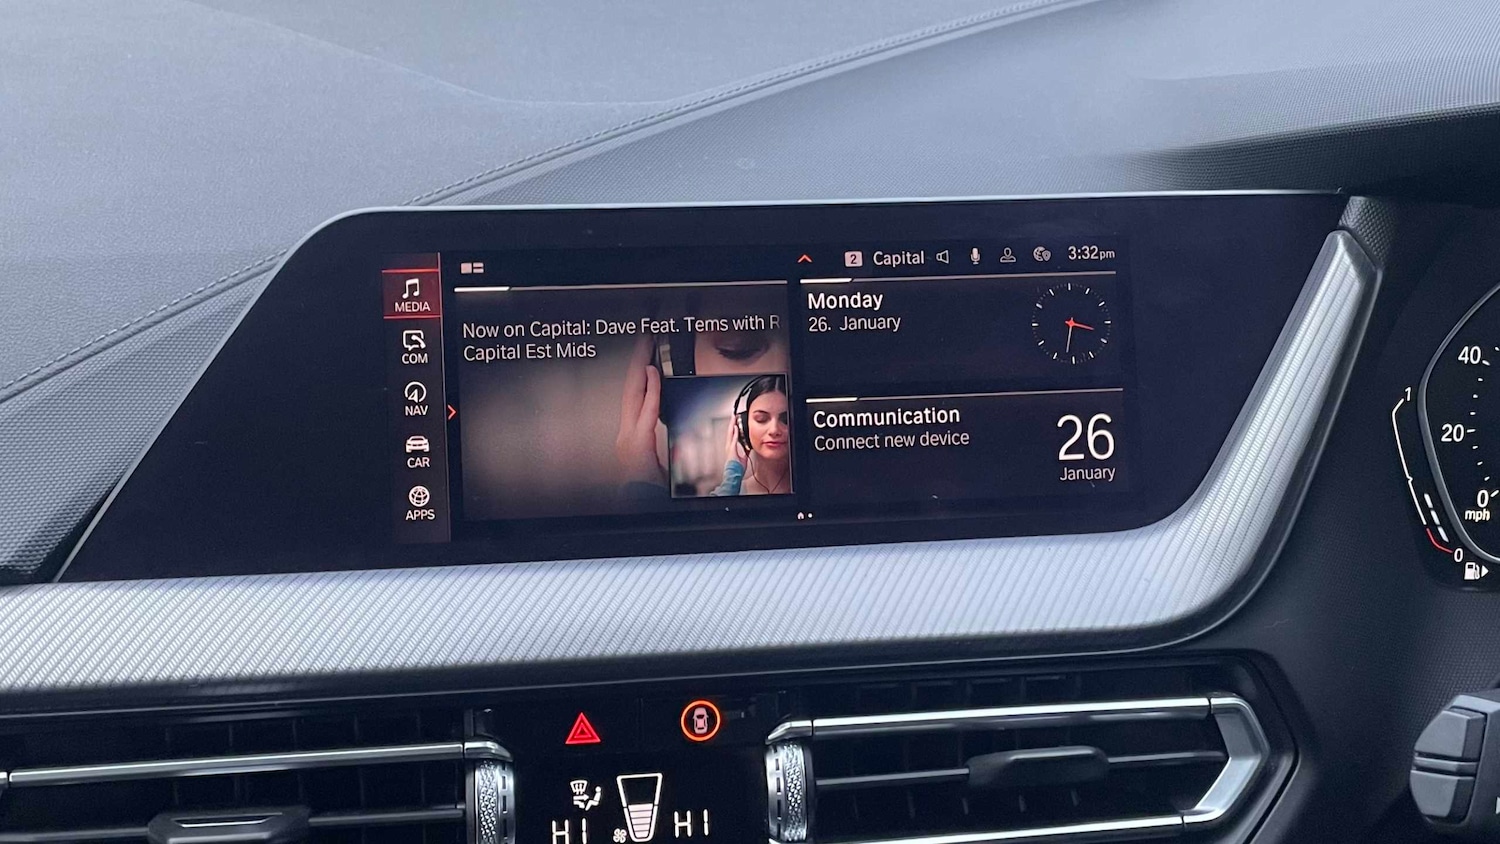 2 Capital 3:32pm
MEDIA
COM
NAV
CAR
APPS
Now on Capital: Dave Feat. Tems with R
Capital Est Mids
Monday
26. January
Communication
Connect new device
26
January
40
20
0
mph
1
0
HI HI